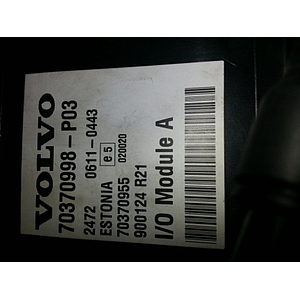 VOLVO
70370998-P03
2472 0611-0443
ESTONIA e5 020020
70370955
900124 R21
I/O Module A